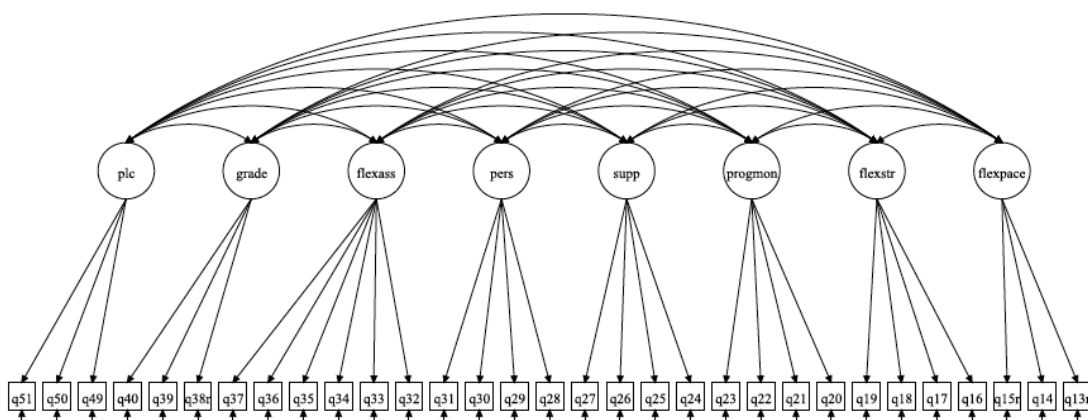 plc grade flexass pers supp progmon flexstr flexpace
q51 q50 q49 q40 q39 q38r q37 q36 q35 q34 q33 q32 q31 q30 q29 q28 q27 q26 q25 q24 q23 q22 q21 q20 q19 q18 q17 q16 q15r q14